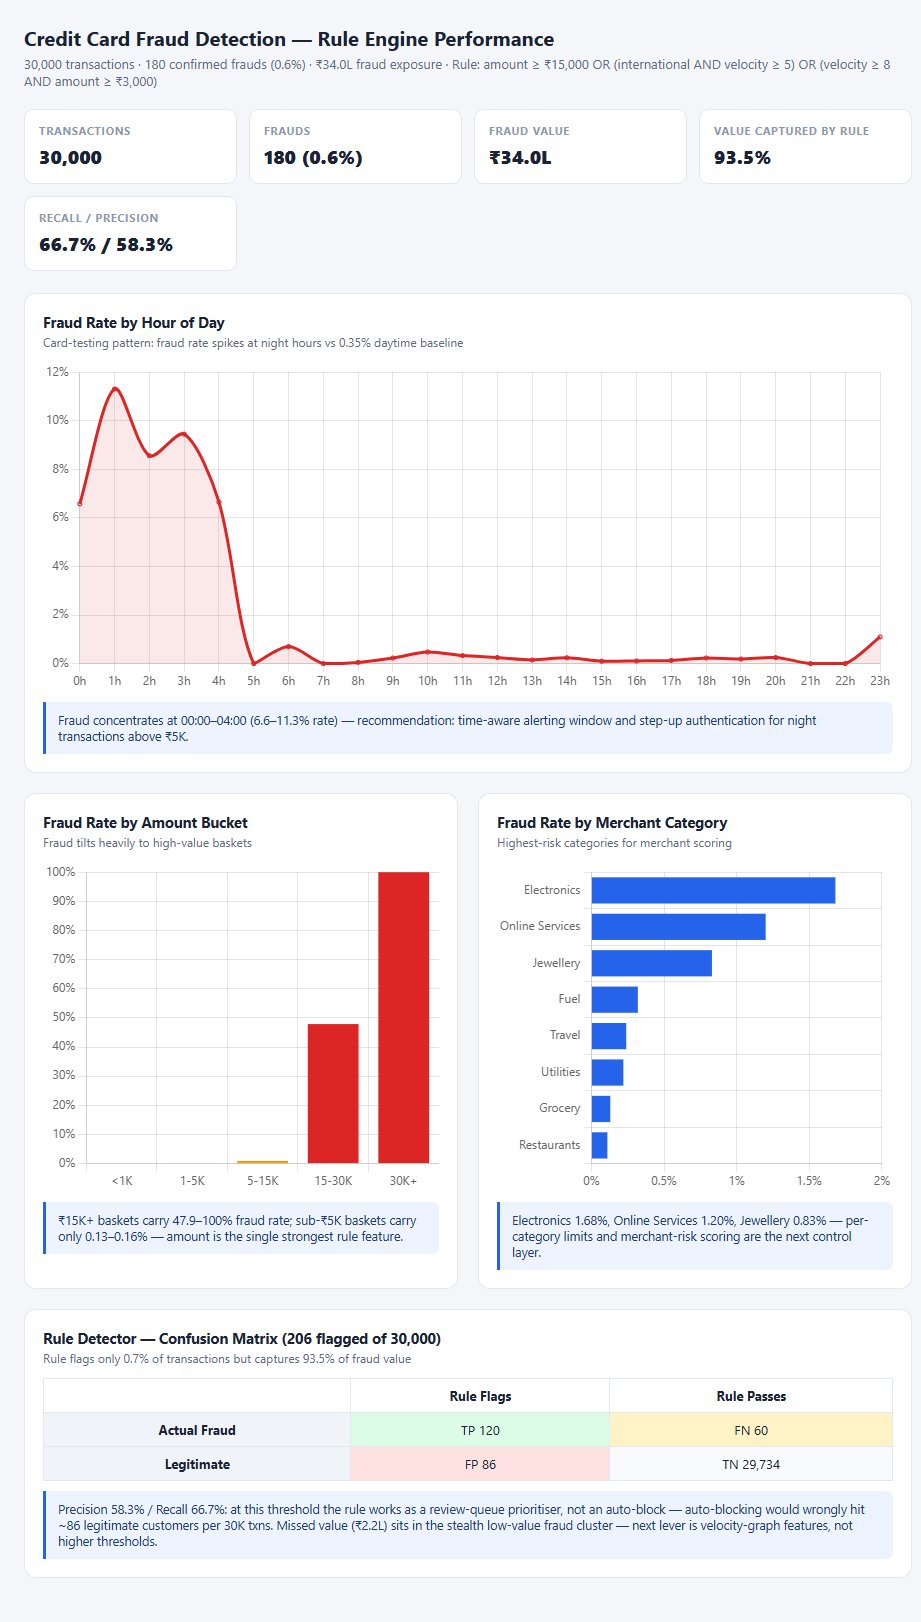 Credit Card Fraud Detection — Rule Engine Performance
30,000 transactions · 180 confirmed frauds (0.6%) · ₹34.0L fraud exposure · Rule: amount ≥ ₹15,000 OR (international AND velocity ≥ 5) OR (velocity ≥ 8
AND amount ≥ ₹3,000)
TRANSACTIONS
30,000
FRAUDS
180 (0.6%)
FRAUD VALUE
₹34.0L
VALUE CAPTURED BY RULE
93.5%
RECALL / PRECISION
66.7% / 58.3%
Fraud Rate by Hour of Day
Card-testing pattern: fraud rate spikes at night hours vs 0.35% daytime baseline
12%
10%
8%
6%
4%
2%
0%
0h 1h 2h 3h 4h 5h 6h 7h 8h 9h 10h 11h 12h 13h 14h 15h 16h 17h 18h 19h 20h 21h 22h 23h
Fraud concentrates at 00:00–04:00 (6.6–11.3% rate) — recommendation: time-aware alerting window and step-up authentication for night
transactions above ₹5K.
Fraud Rate by Amount Bucket
Fraud tilts heavily to high-value baskets
100%
90%
80%
70%
60%
50%
40%
30%
20%
10%
0%
<1K 1-5K 5-15K 15-30K 30K+
₹15K+ baskets carry 47.9–100% fraud rate; sub-₹5K baskets carry
only 0.13–0.16% — amount is the single strongest rule feature.
Fraud Rate by Merchant Category
Highest-risk categories for merchant scoring
Electronics
Online Services
Jewellery
Fuel
Travel
Utilities
Grocery
Restaurants
0% 0.5% 1% 1.5% 2%
Electronics 1.68%, Online Services 1.20%, Jewellery 0.83% — per-
category limits and merchant-risk scoring are the next control
layer.
Rule Detector — Confusion Matrix (206 flagged of 30,000)
Rule flags only 0.7% of transactions but captures 93.5% of fraud value
Rule Flags Rule Passes
Actual Fraud TP 120 FN 60
Legitimate FP 86 TN 29,734
Precision 58.3% / Recall 66.7%: at this threshold the rule works as a review-queue prioritiser, not an auto-block — auto-blocking would wrongly hit
~86 legitimate customers per 30K txns. Missed value (₹2.2L) sits in the stealth low-value fraud cluster — next lever is velocity-graph features, not
higher thresholds.